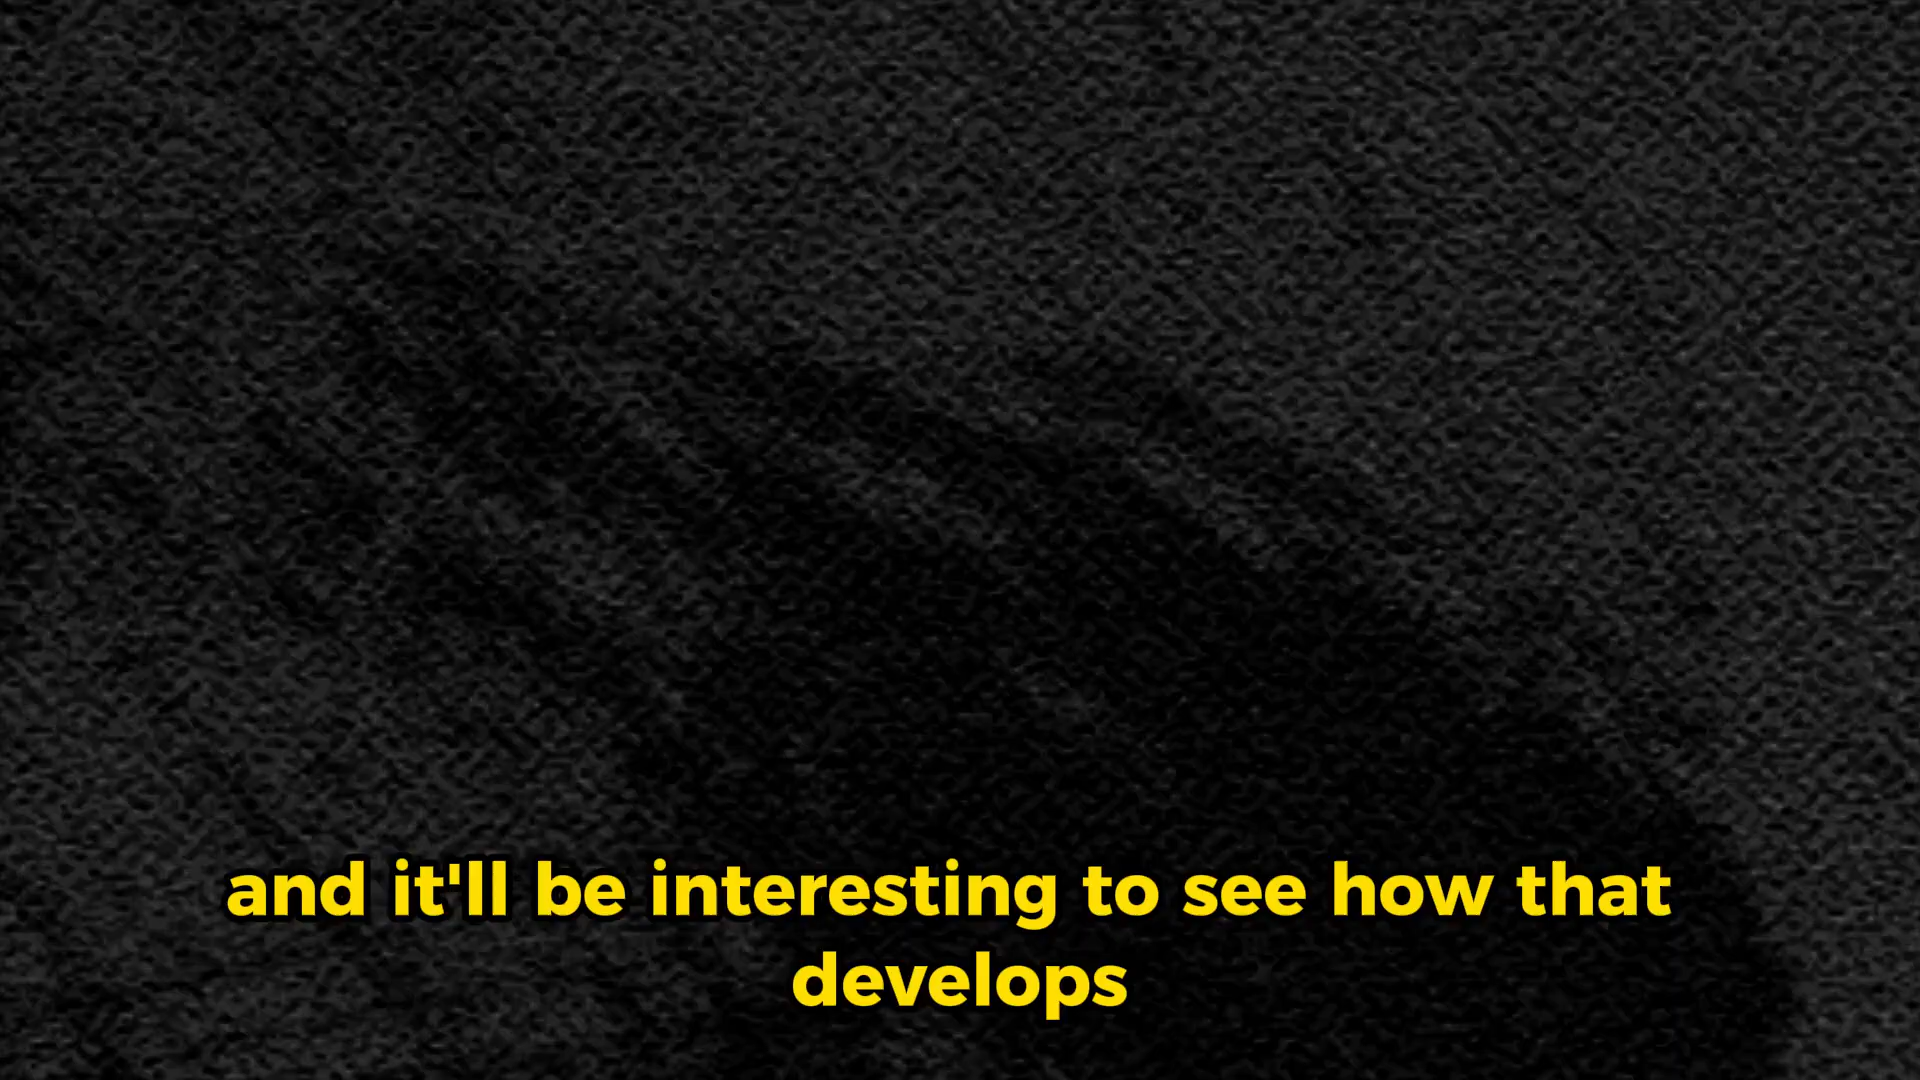 and it'll be interesting to see how that
develops